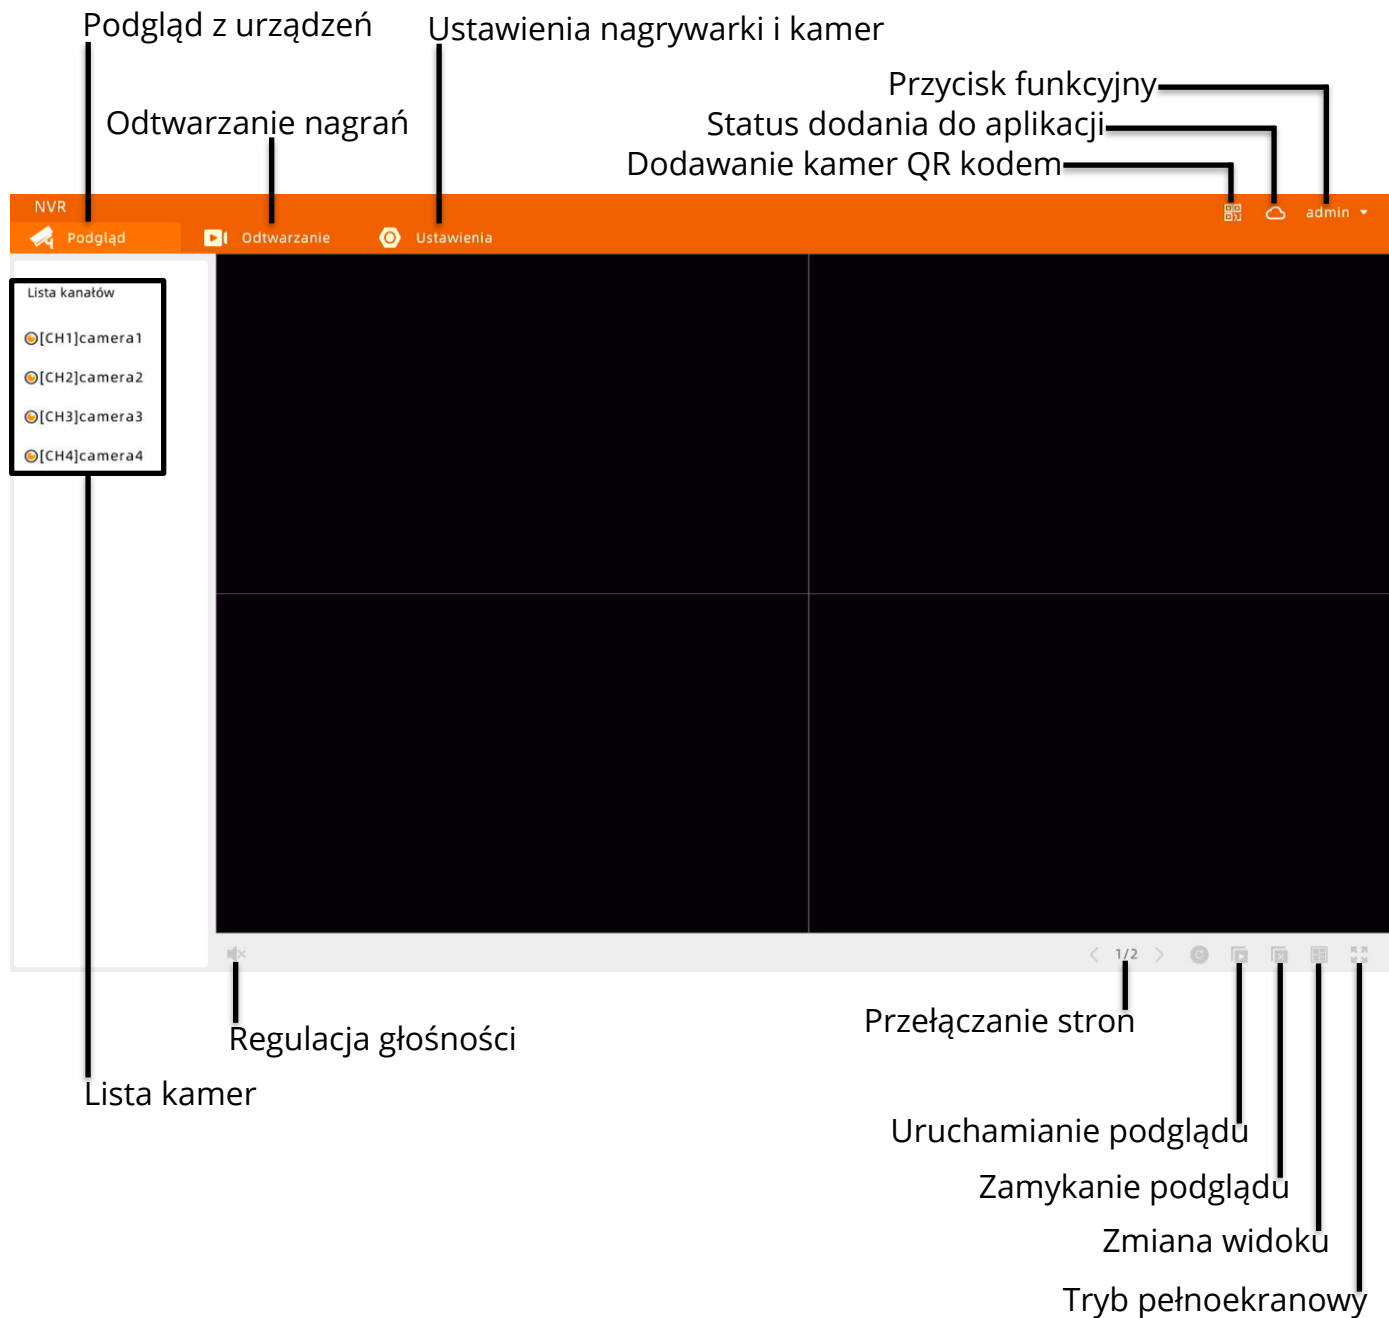 Podgląd z urządzeń
Ustawienia nagrywarki i kamer
Przycisk funkcyjny
Odtwarzanie nagrań
Status dodania do aplikacji
Dodawanie kamer QR kodem
NVR
admin
Podgląd
Odtwarzanie
Ustawienia
Lista kanałów
[CH1]camera1
[CH2]camera2
[CH3]camera3
[CH4]camera4
1/2
Przełączanie stron
Regulacja głośności
Lista kamer
Uruchamianie podglądu
Zamykanie podglądu
Zmiana widoku
Tryb pełnoekranowy